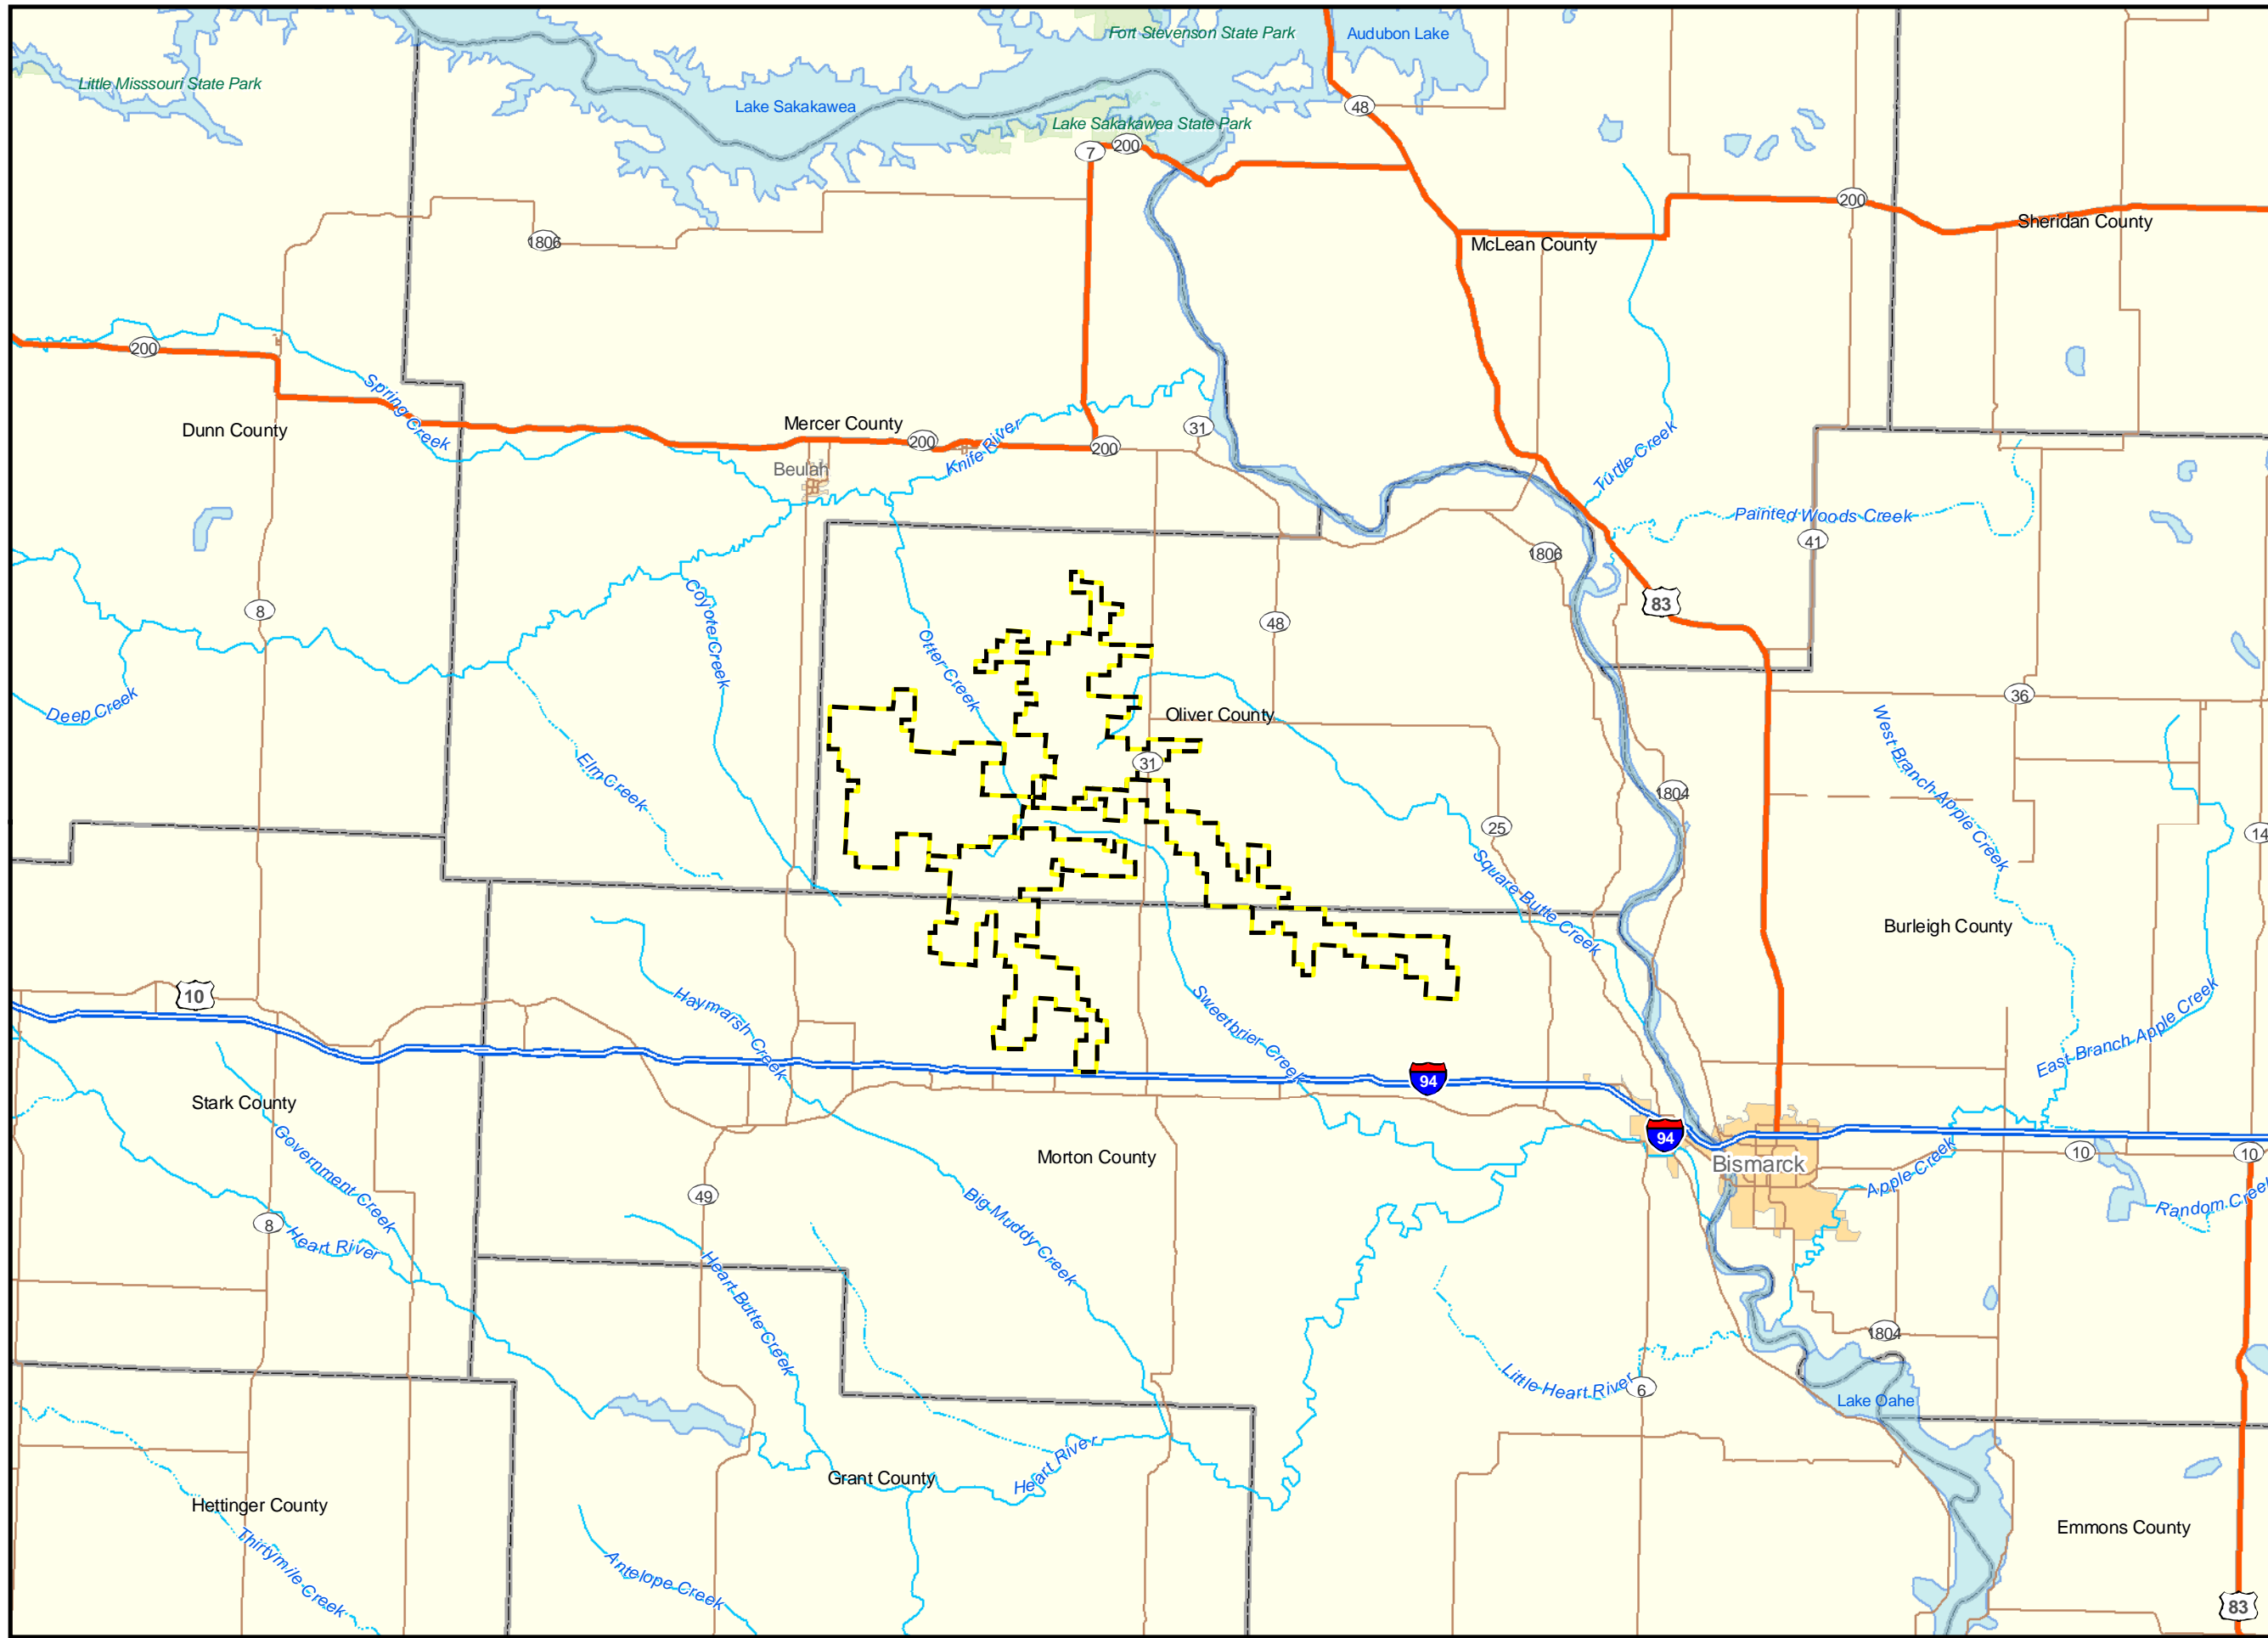 Fort Stevenson State Park
Audubon Lake
Little Misssouri State Park
Lake Sakakawea
48
Lake Sakakawea State Park
7
200
200
Sheridan County
1806
McLean County
200
Spring Creek
Mercer County
Dunn County
31
200
Knife River
200
Beulah
Turtle Creek
Painted Woods Creek
41
1806
8
Coyote Creek
83
48
Otter Creek
Deep Creek
36
Oliver County
West Branch Apple Creek
Elm Creek
31
1804
25
14
Square Butte Creek
Burleigh County
10
Haymarsh Creek
Sweetbrier Creek
East Branch Apple Creek
94
Stark County
Government Creek
94
Morton County
Bismarck
Apple Creek
10
10
49
Big Muddy Creek
Random Creek
8
Heart River
Heart Butte Creek
1804
Little Heart River
6
Lake Oahe
Heart River
Grant County
Hettinger County
Emmons County
Thirtymile Creek
Antelope Creek
83